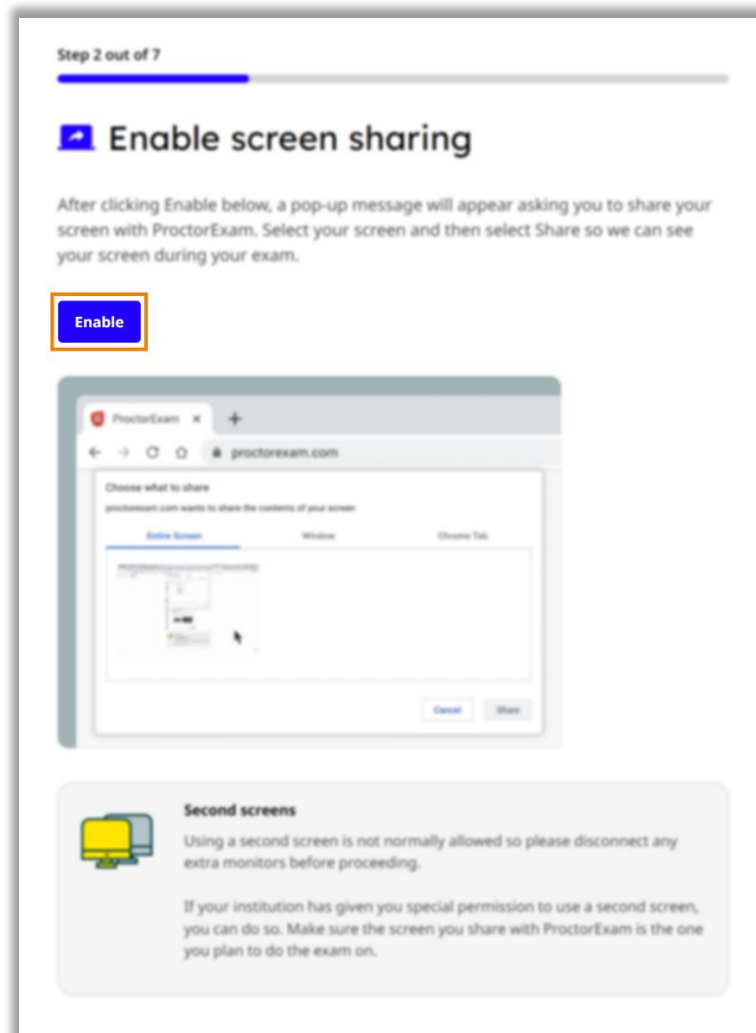 Step 2 out of 7
Enable screen sharing
After clicking Enable below, a pop-up message will appear asking you to share your
screen with ProctorExam. Select your screen and then select Share so we can see
your screen during your exam.
Enable
ProctorExam
proctorexam.com
Choose what to share
proctorexam.com wants to share the contents of your screen
Entire Screen Window Chrome Tab
Cancel Share
Second screens
Using a second screen is not normally allowed so please disconnect any
extra monitors before proceeding.
If your institution has given you special permission to use a second screen,
you can do so. Make sure the screen you share with ProctorExam is the one
you plan to do the exam on.